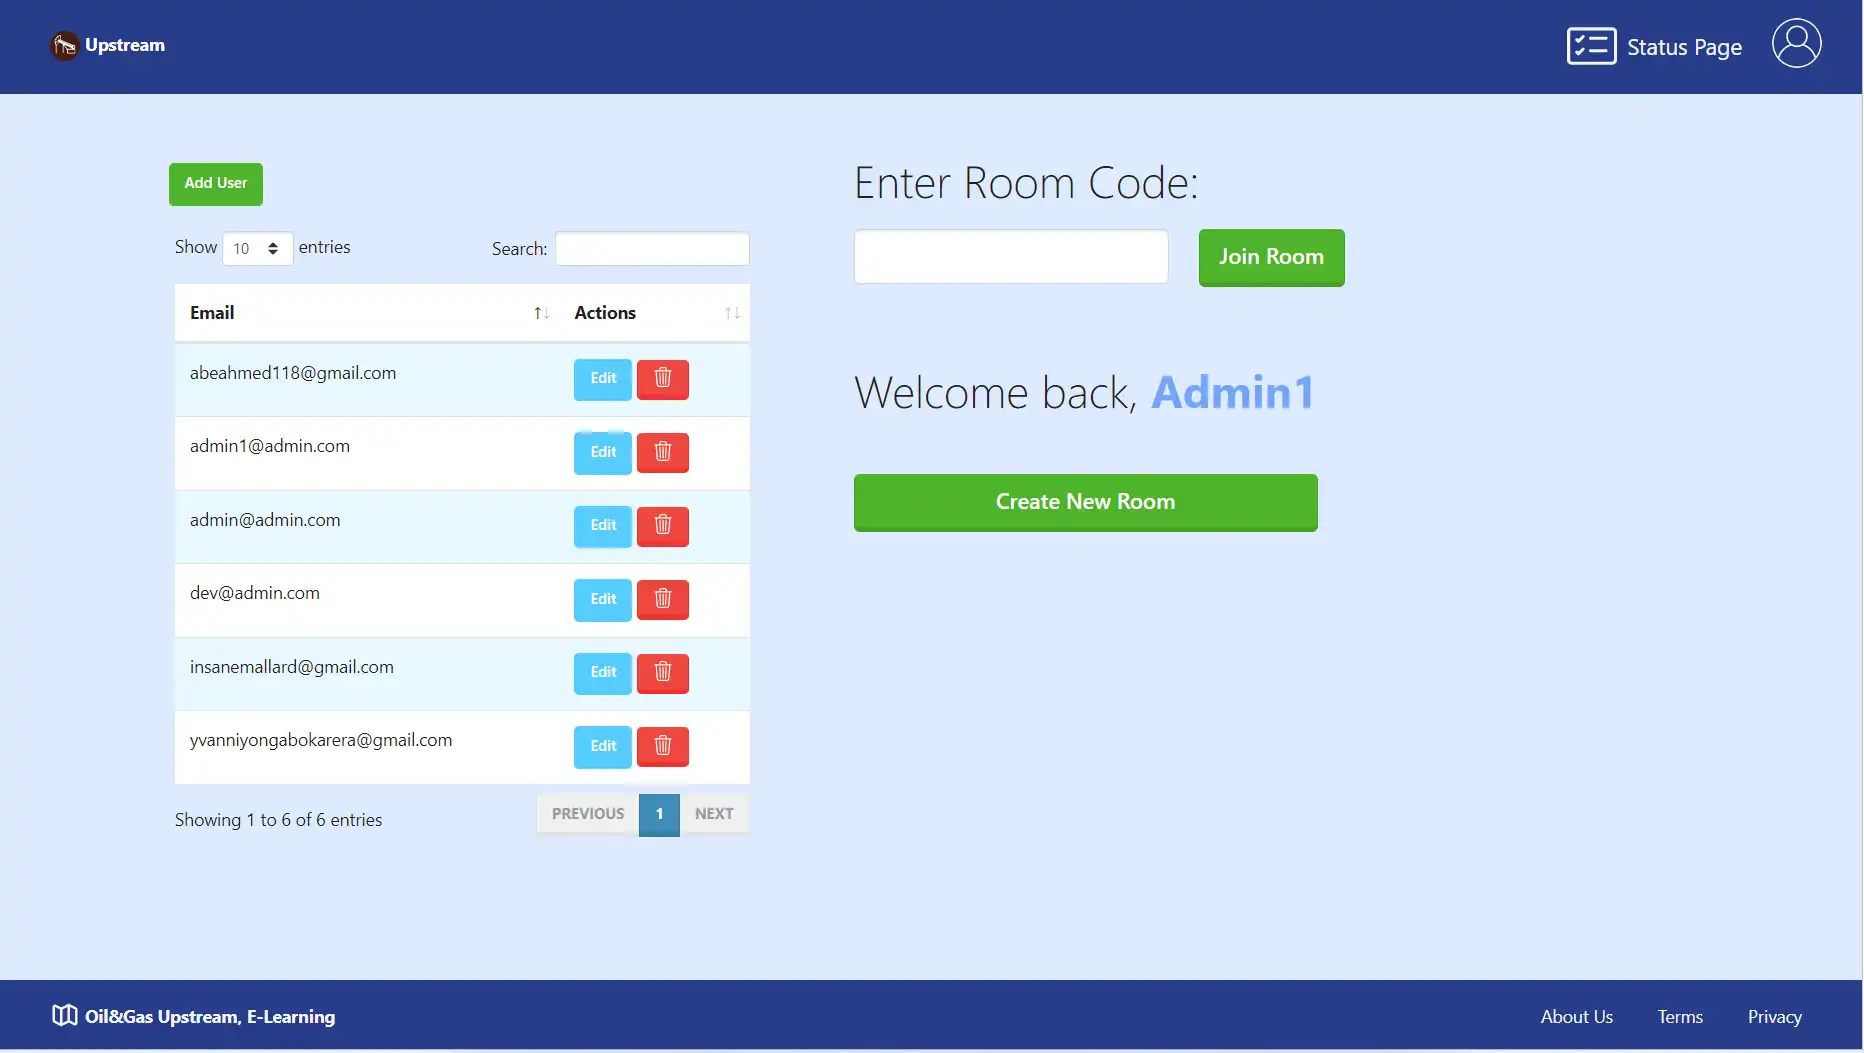 Upstream
Status Page
Add User
Show 10 entries
Search:
Email
Actions
abeahmed118@gmail.com
Edit
admin1@admin.com
Edit
admin@admin.com
Edit
dev@admin.com
Edit
insanemallard@gmail.com
Edit
yvanniyongabokarera@gmail.com
Edit
Showing 1 to 6 of 6 entries
PREVIOUS
1
NEXT
Enter Room Code:
Join Room
Welcome back, Admin1
Create New Room
Oil&Gas Upstream, E-Learning
About Us
Terms
Privacy